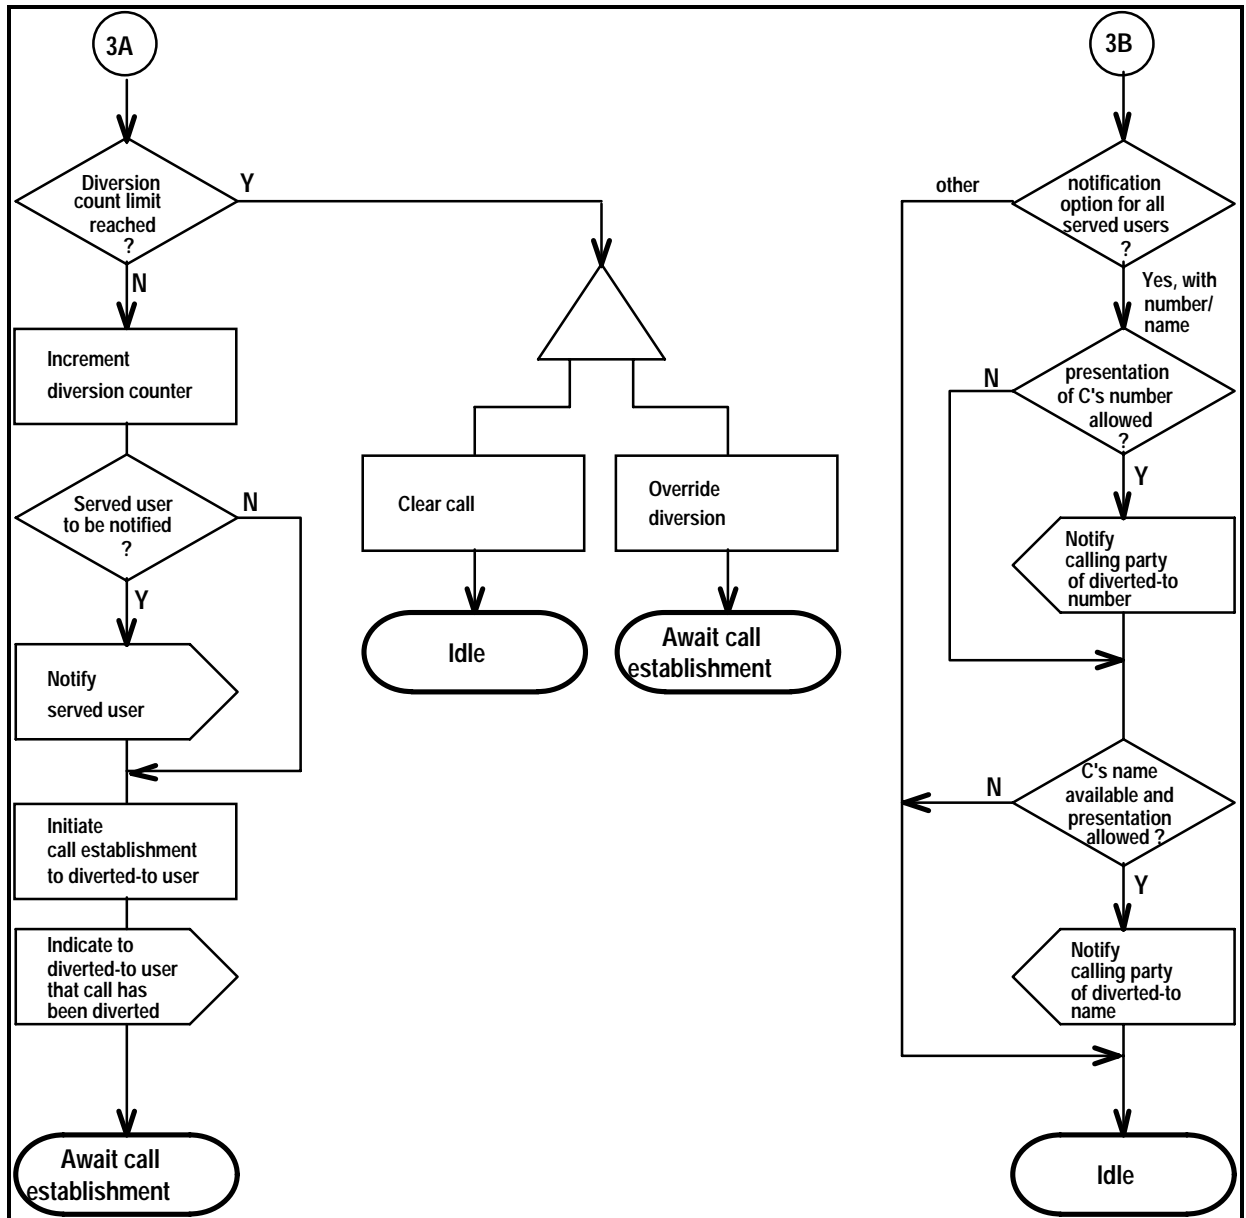 3A
Diversion
count limit
reached
?
Y
N
Increment
diversion counter
Served user
to be notified
?
N
Y
Notify
served user
Initiate
call establishment
to diverted-to user
Indicate to
diverted-to user
that call has
been diverted
Await call
establishment
Clear call
Idle
Override
diversion
Await call
establishment
3B
other
notification
option for all
served users
?
Yes, with
number/
name
N
presentation
of C's number
allowed
?
Y
Notify
calling party
of diverted-to
number
N
C's name
available and
presentation
allowed ?
Y
Notify
calling party
of diverted-to
name
Idle